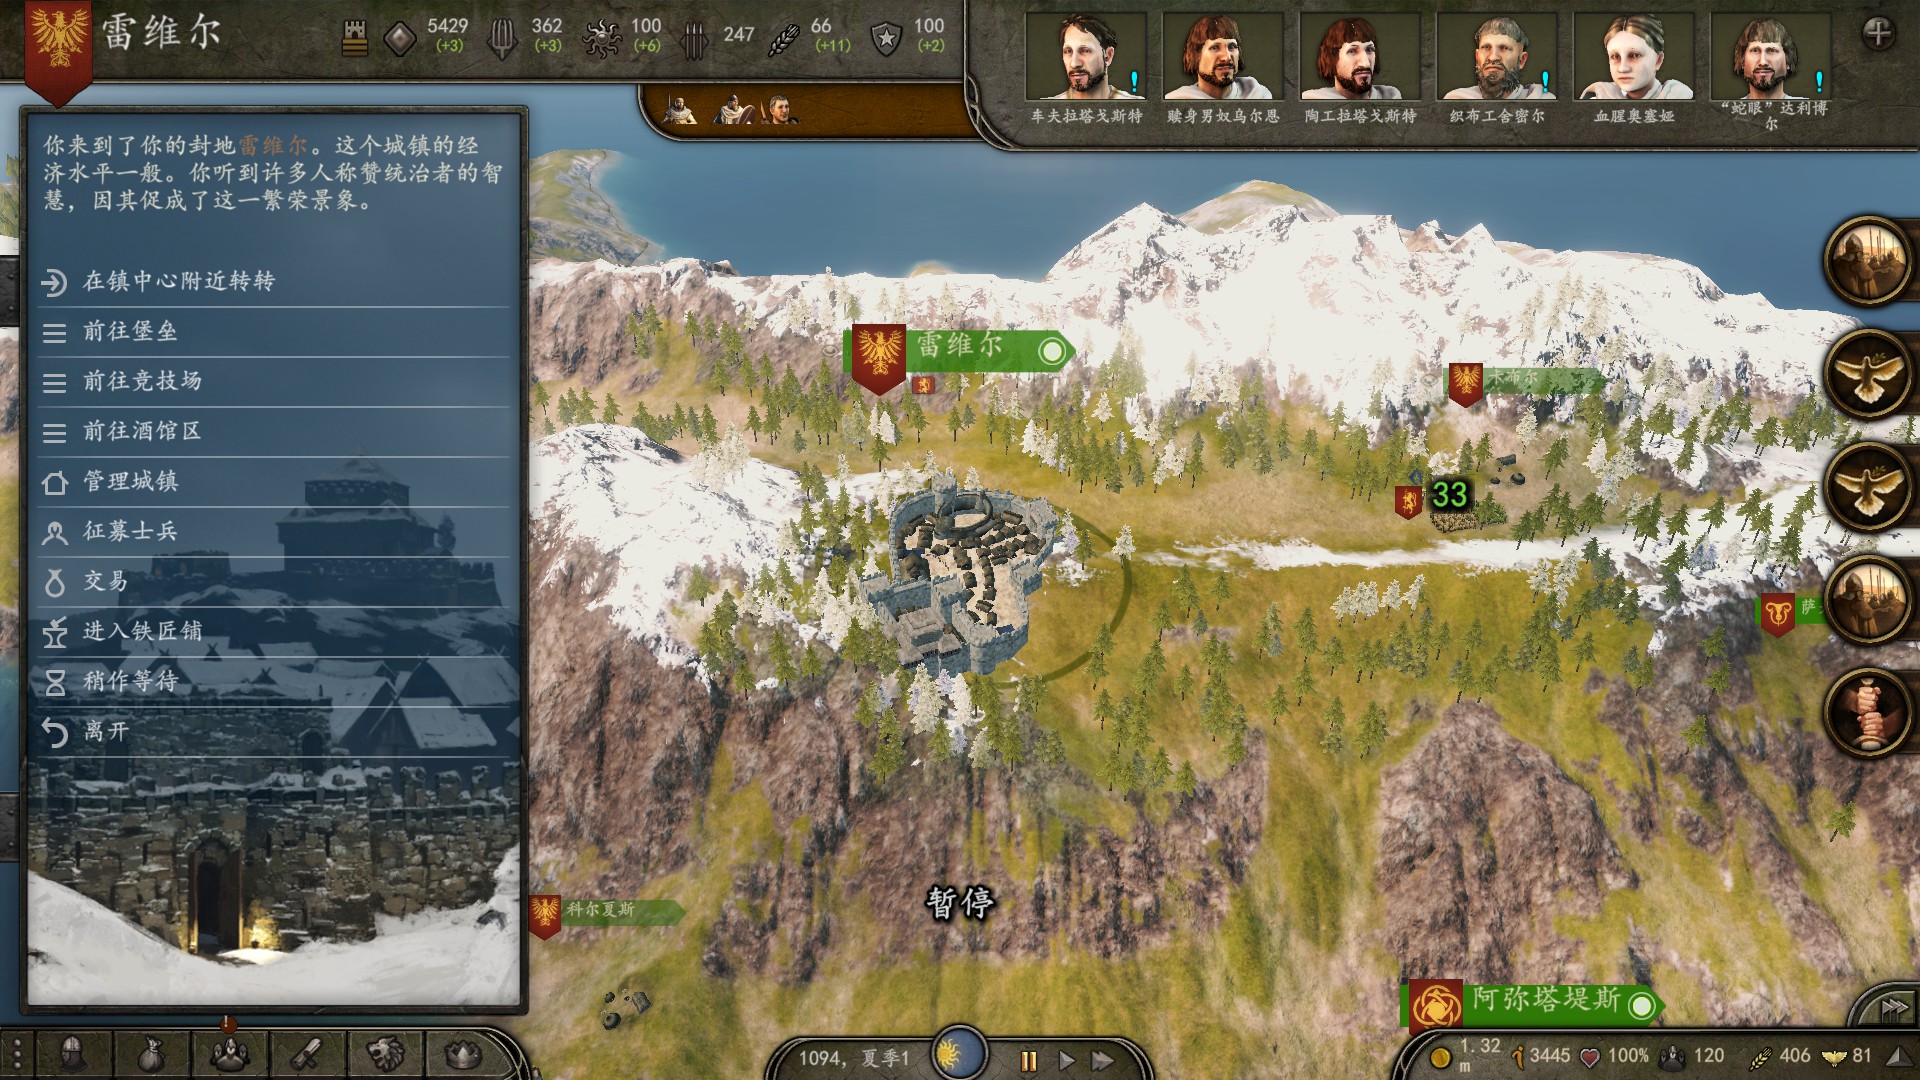 雷维尔
5429 (+3)
362 (+3)
100 (+6)
247
66 (+11)
100 (+2)
车夫拉塔戈斯特
赎身男奴乌尔恩
陶工拉塔戈斯特
织布工舍密尔
血腥奥塞娅
“蛇眼”达利博
尔
你来到了你的封地雷维尔。这个城镇的经
济水平一般。你听到许多人称赞统治者的智
慧，因其促成了这一繁荣景象。
在镇中心附近转转
前往堡垒
前往竞技场
前往酒馆区
管理城镇
征募士兵
交易
进入铁匠铺
稍作等待
离开
雷维尔
33
萨
科尔夏斯
暂停
阿弥塔堤斯
1094，夏季1
1.32
m
3445
100%
120
406
81